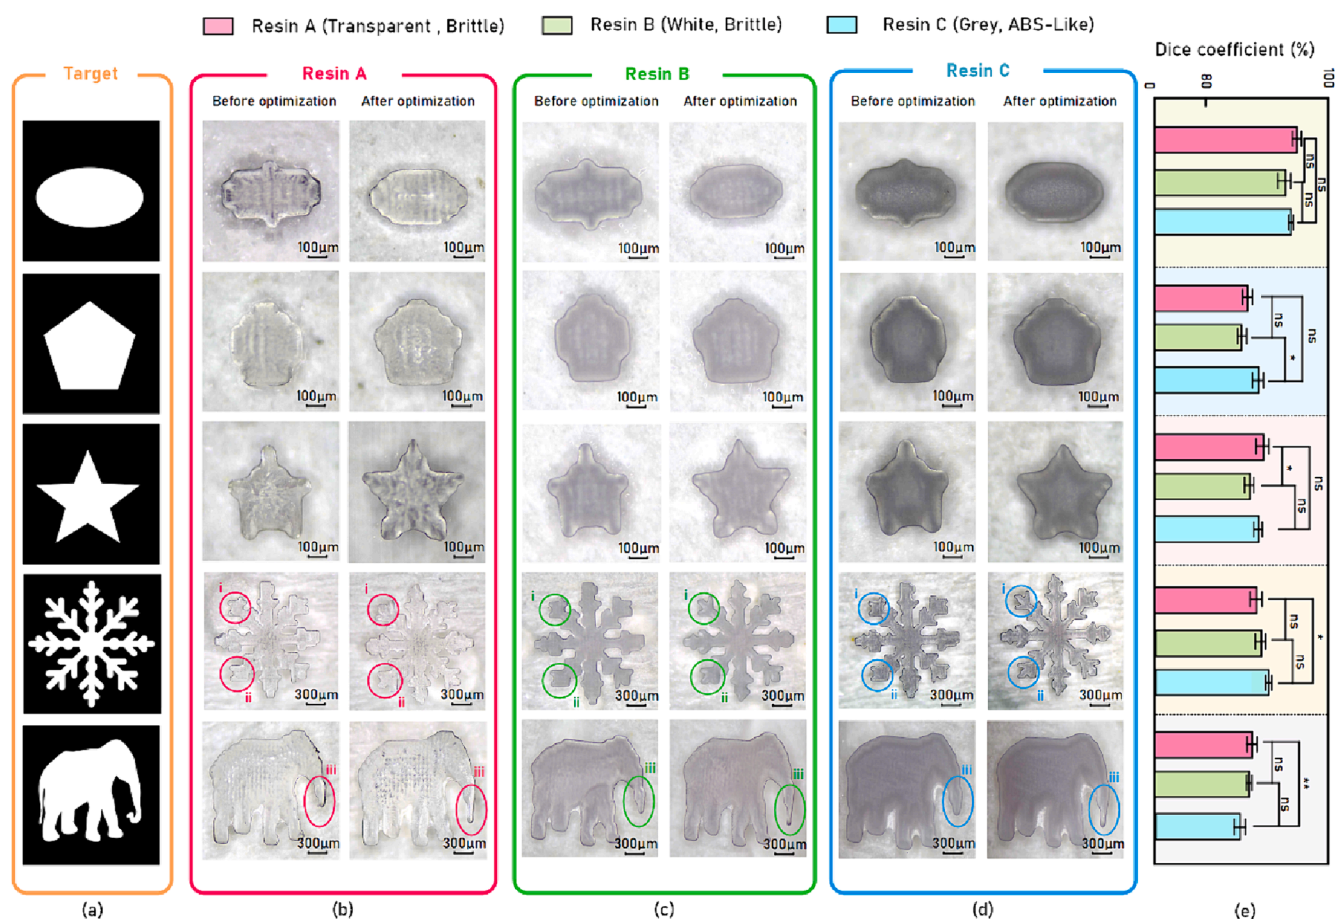 Resin A (Transparent , Brittle) Resin B (White, Brittle) Resin C (Grey, ABS-Like)
Target
Resin A
Before optimization After optimization
100μm 100μm
100μm 100μm
100μm 100μm
i i
ii ii
300μm 300μm
iii iii
300μm 300μm
Resin B
Before optimization After optimization
100μm 100μm
100μm 100μm
100μm 100μm
i i
ii ii
300μm 300μm
iii iii
300μm 300μm
Resin C
Before optimization After optimization
100μm 100μm
100μm 100μm
100μm 100μm
i i
ii ii
300μm 300μm
iii iii
300μm 300μm
Dice coefficient (%)
0 80 100
ns ns ns
ns * ns
* ns ns
ns ns *
ns ns **
(a) (b) (c) (d) (e)